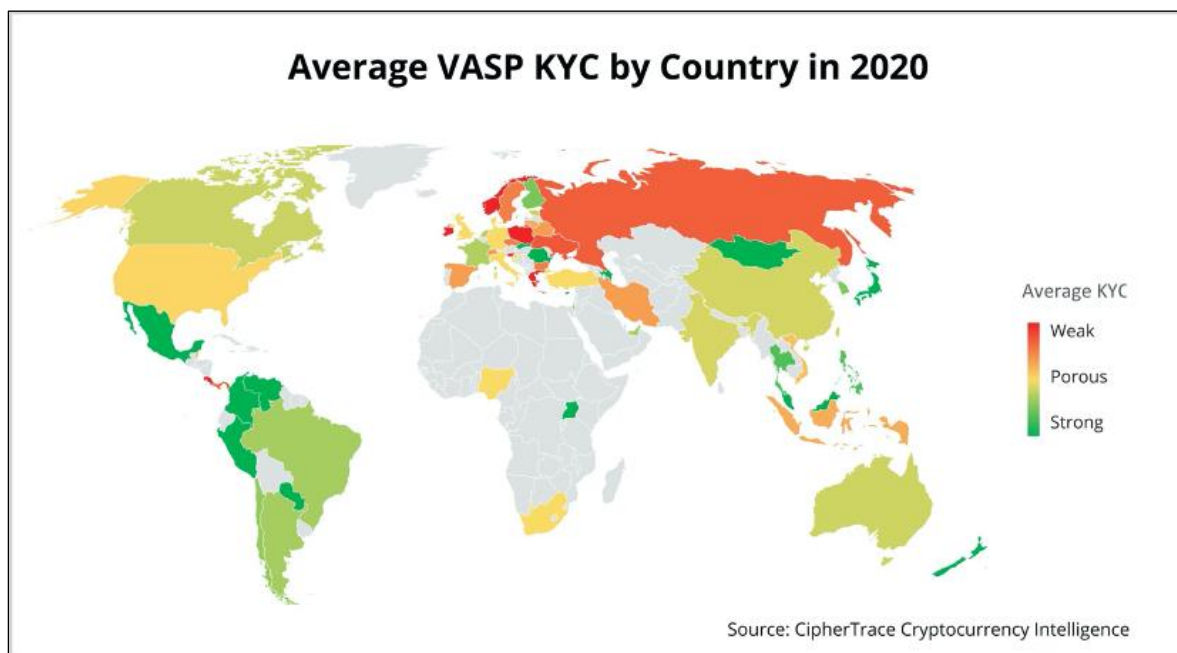 Average VASP KYC by Country in 2020
Average KYC
Weak
Porous
Strong
Source: CipherTrace Cryptocurrency Intelligence